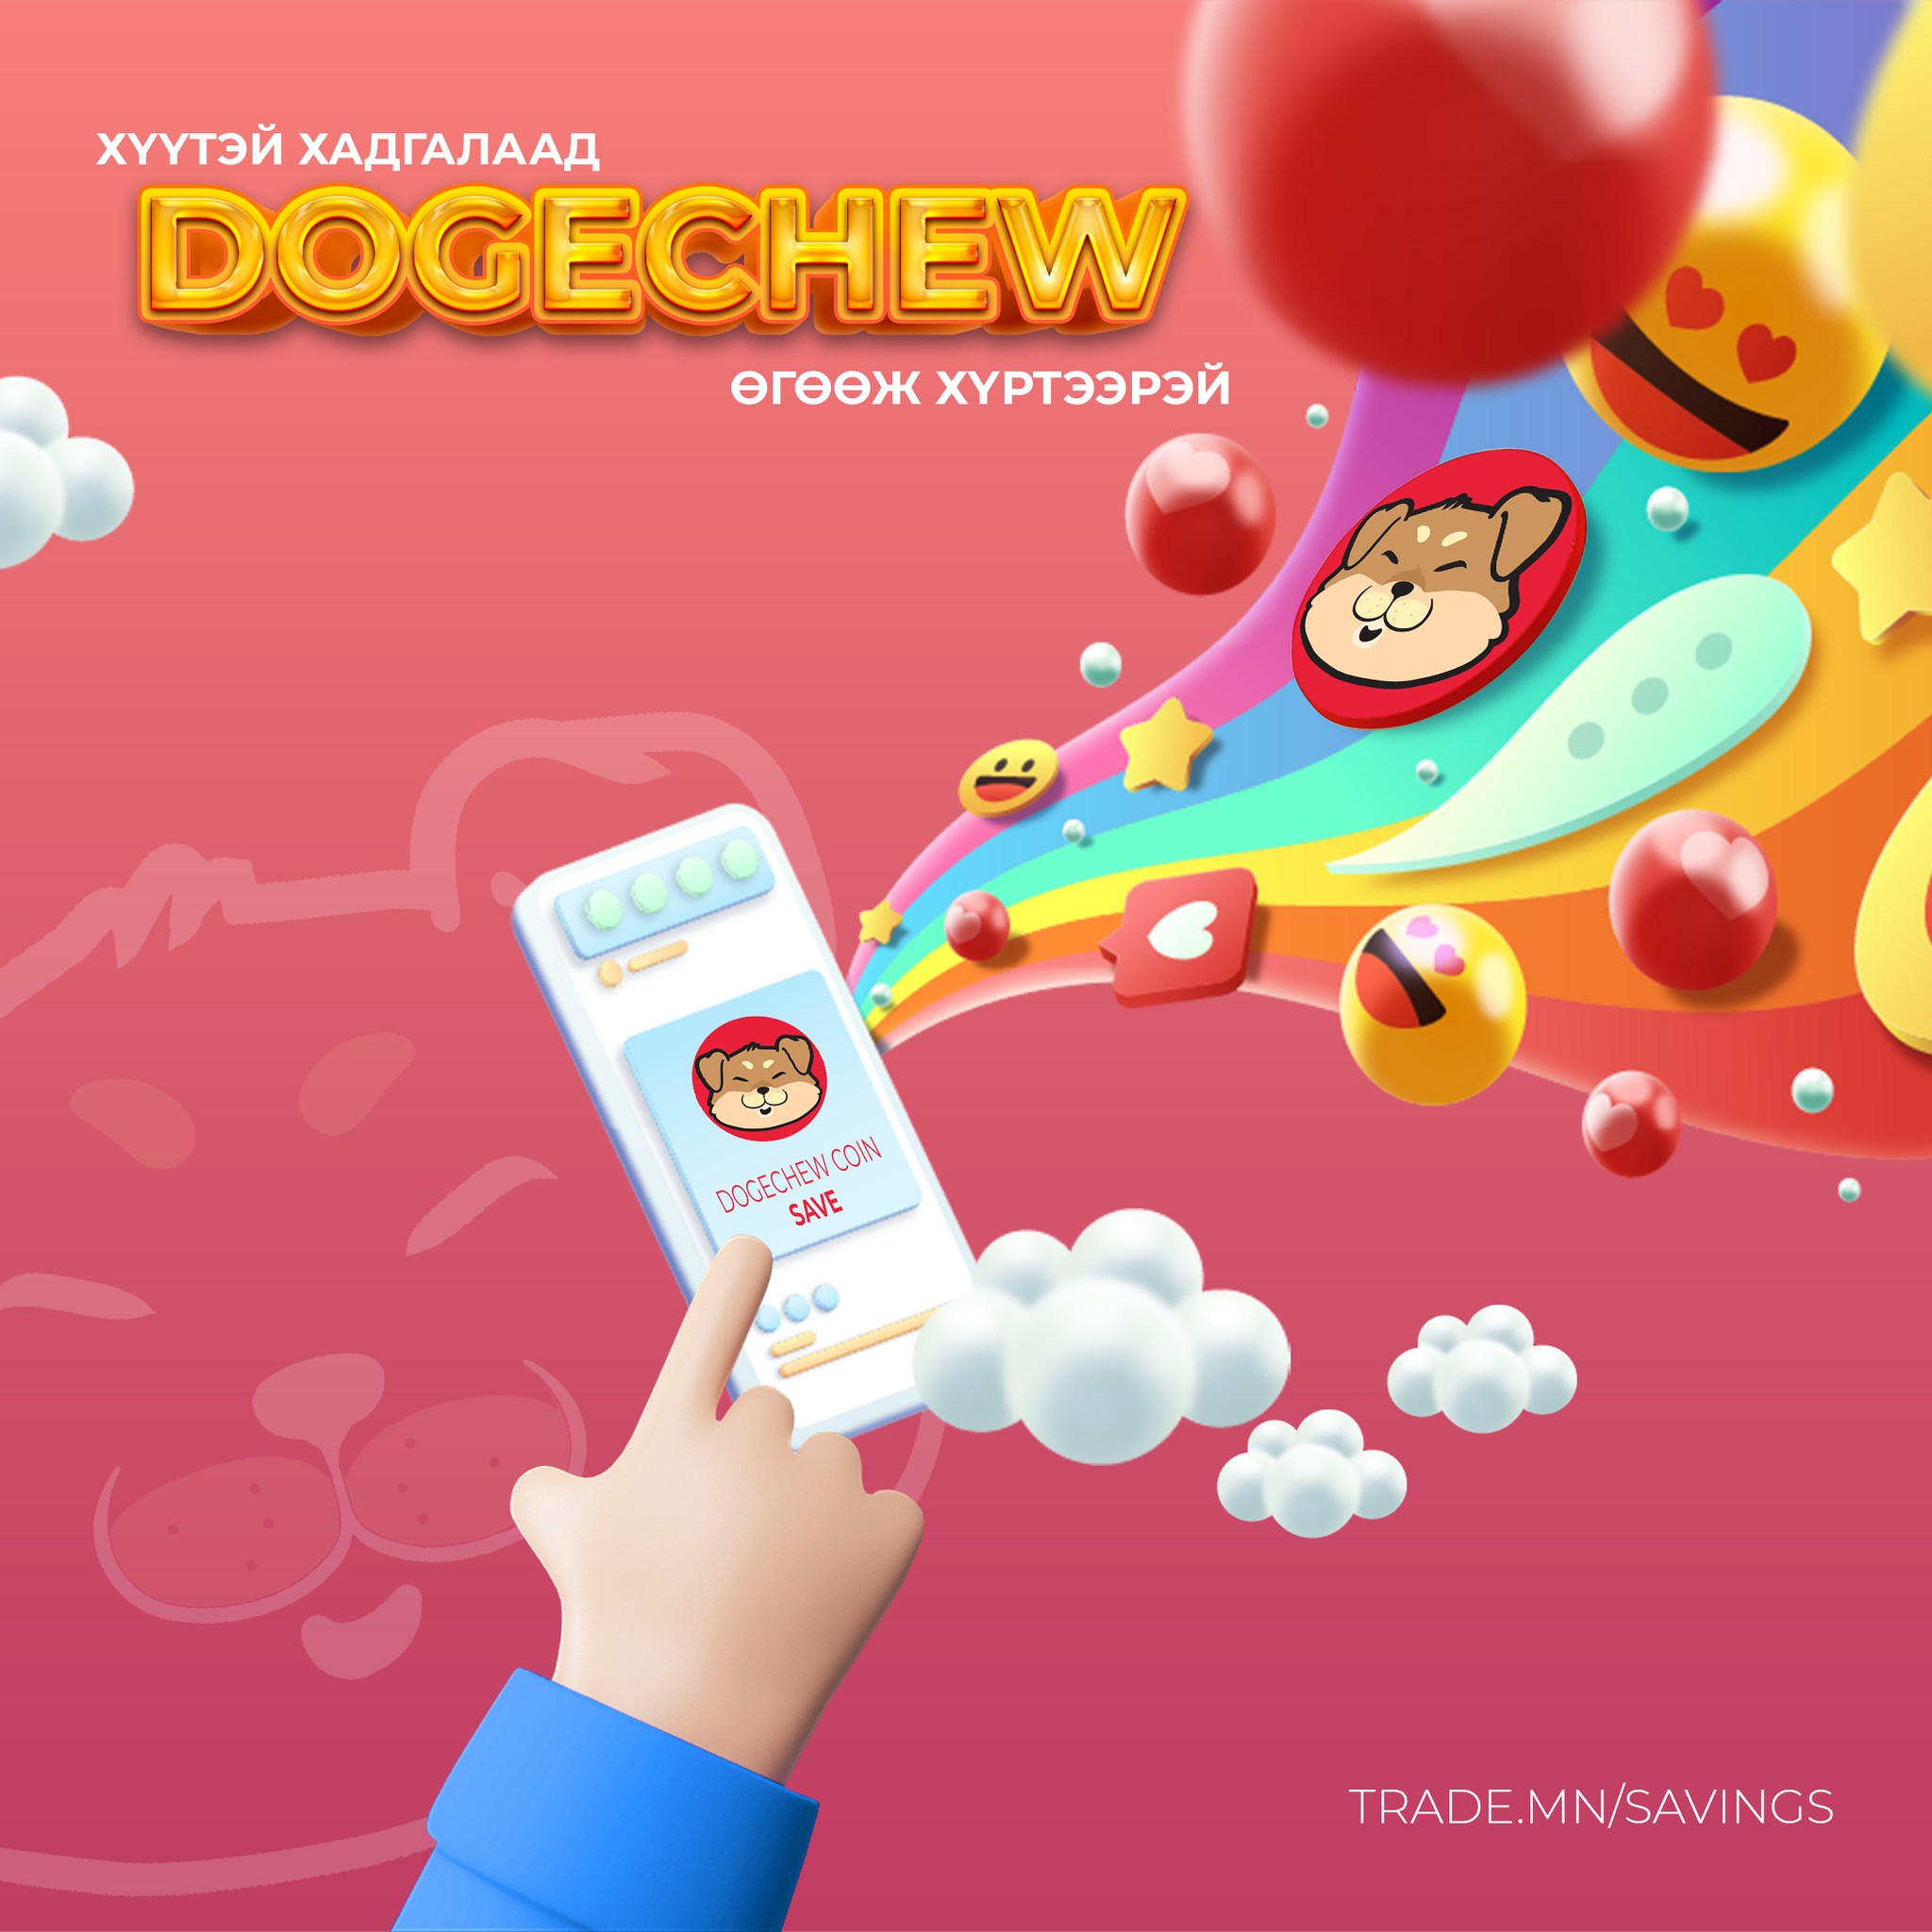 ХҮҮТЭЙ ХАДГАЛААД
DOGECHEW
ӨГӨӨЖ ХҮРТЭЭРЭЙ
DOGECHEW COIN
SAVE
TRADE.MN/SAVINGS